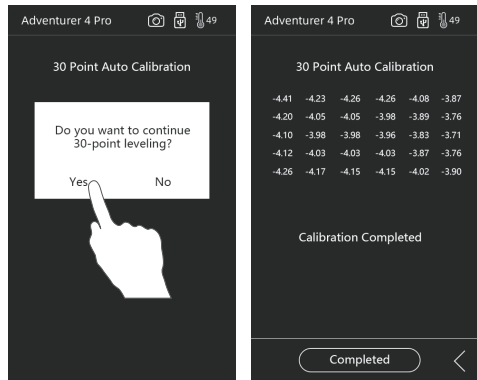 Adventurer 4 Pro
49
30 Point Auto Calibration
Do you want to continue
30-point leveling?
Yes
No
Adventurer 4 Pro
49
30 Point Auto Calibration
-4.41 -4.23 -4.26 -4.26 -4.08 -3.87
-4.20 -4.05 -4.05 -3.98 -3.89 -3.76
-4.10 -3.98 -3.98 -3.96 -3.83 -3.71
-4.12 -4.03 -4.03 -4.03 -3.87 -3.76
-4.26 -4.17 -4.15 -4.15 -4.02 -3.90
Calibration Completed
Completed